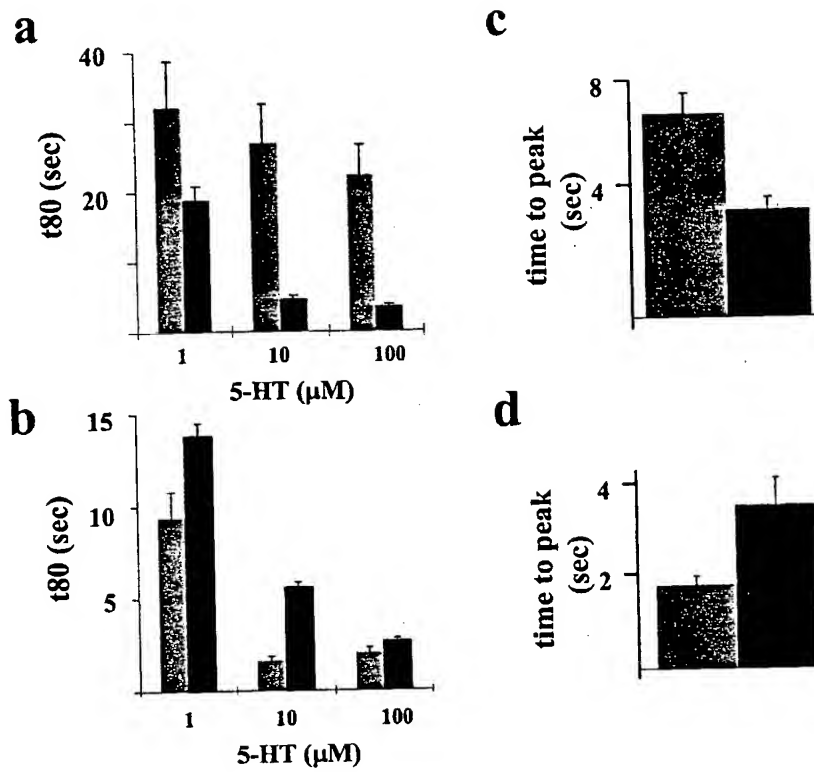 a
40
20
t80 (sec)
1 10 100
5-HT (μM)
b
15
10
5
t80 (sec)
1 10 100
5-HT (μM)
c
8
4
time to peak
(sec)
d
4
2
time to peak
(sec)